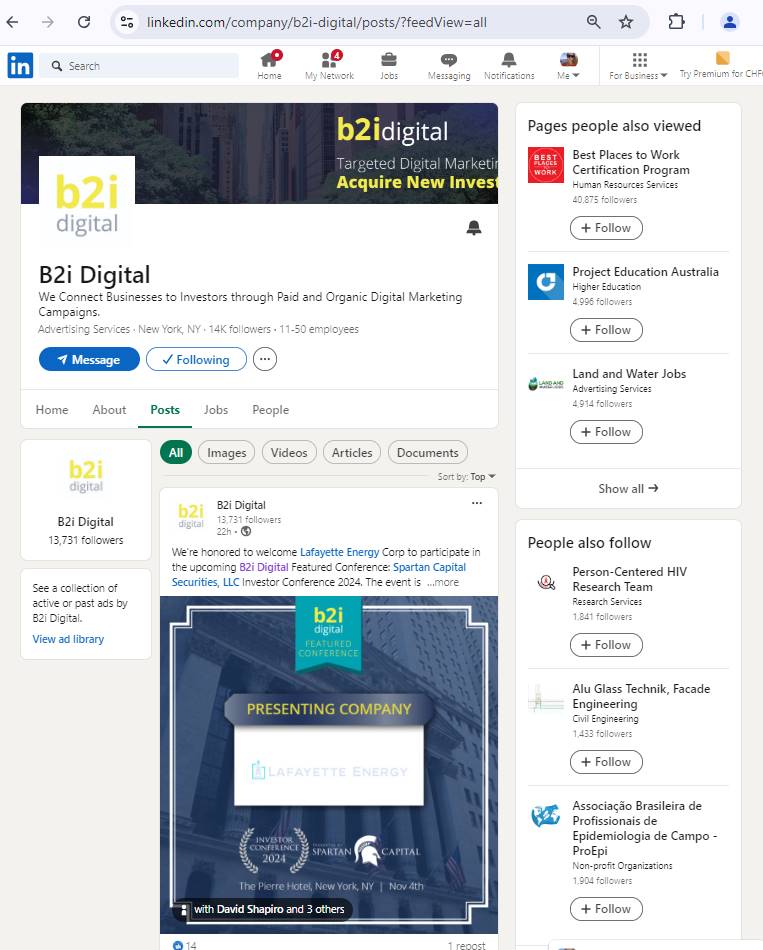 linkedin.com/company/b2i-digital/posts/?feedView=all
in
Search
4
Home
My Network
Jobs
Messaging
Notifications
Me
For Business
Try Premium for CHF
b2idigital
Targeted Digital Marketin
Acquire New Invest
b2i
digital
B2i Digital
We Connect Businesses to Investors through Paid and Organic Digital Marketing
Campaigns.
Advertising Services · New York, NY · 14K followers · 11-50 employees
Message
Following
Home
About
Posts
Jobs
People
b2i
digital
B2i Digital
13,731 followers
See a collection of
active or past ads by
B2i Digital.
View ad library
All
Images
Videos
Articles
Documents
Sort by: Top
b2i
digital
B2i Digital
13,731 followers
22h •
We're honored to welcome Lafayette Energy Corp to participate in
the upcoming B2i Digital Featured Conference: Spartan Capital
Securities, LLC Investor Conference 2024. The event is ...more
b2i
digital
FEATURED
CONFERENCE
PRESENTING COMPANY
LAFAYETTE ENERGY
INVESTOR
CONFERENCE
2024
SPARTAN CAPITAL
The Pierre Hotel, New York, NY | Nov 4th
with David Shapiro and 3 others
14
1 repost
Pages people also viewed
BEST
PLACES TO
WORK
Best Places to Work
Certification Program
Human Resources Services
40,875 followers
+ Follow
Project Education Australia
Higher Education
4,996 followers
+ Follow
LAND AND
WATER JOBS
Land and Water Jobs
Advertising Services
4,914 followers
+ Follow
Show all →
People also follow
Person-Centered HIV
Research Team
Research Services
1,841 followers
+ Follow
Alu Glass Technik, Facade
Engineering
Civil Engineering
1,433 followers
+ Follow
Associação Brasileira de
Profissionais de
Epidemiologia de Campo -
ProEpi
Non-profit Organizations
1,904 followers
+ Follow